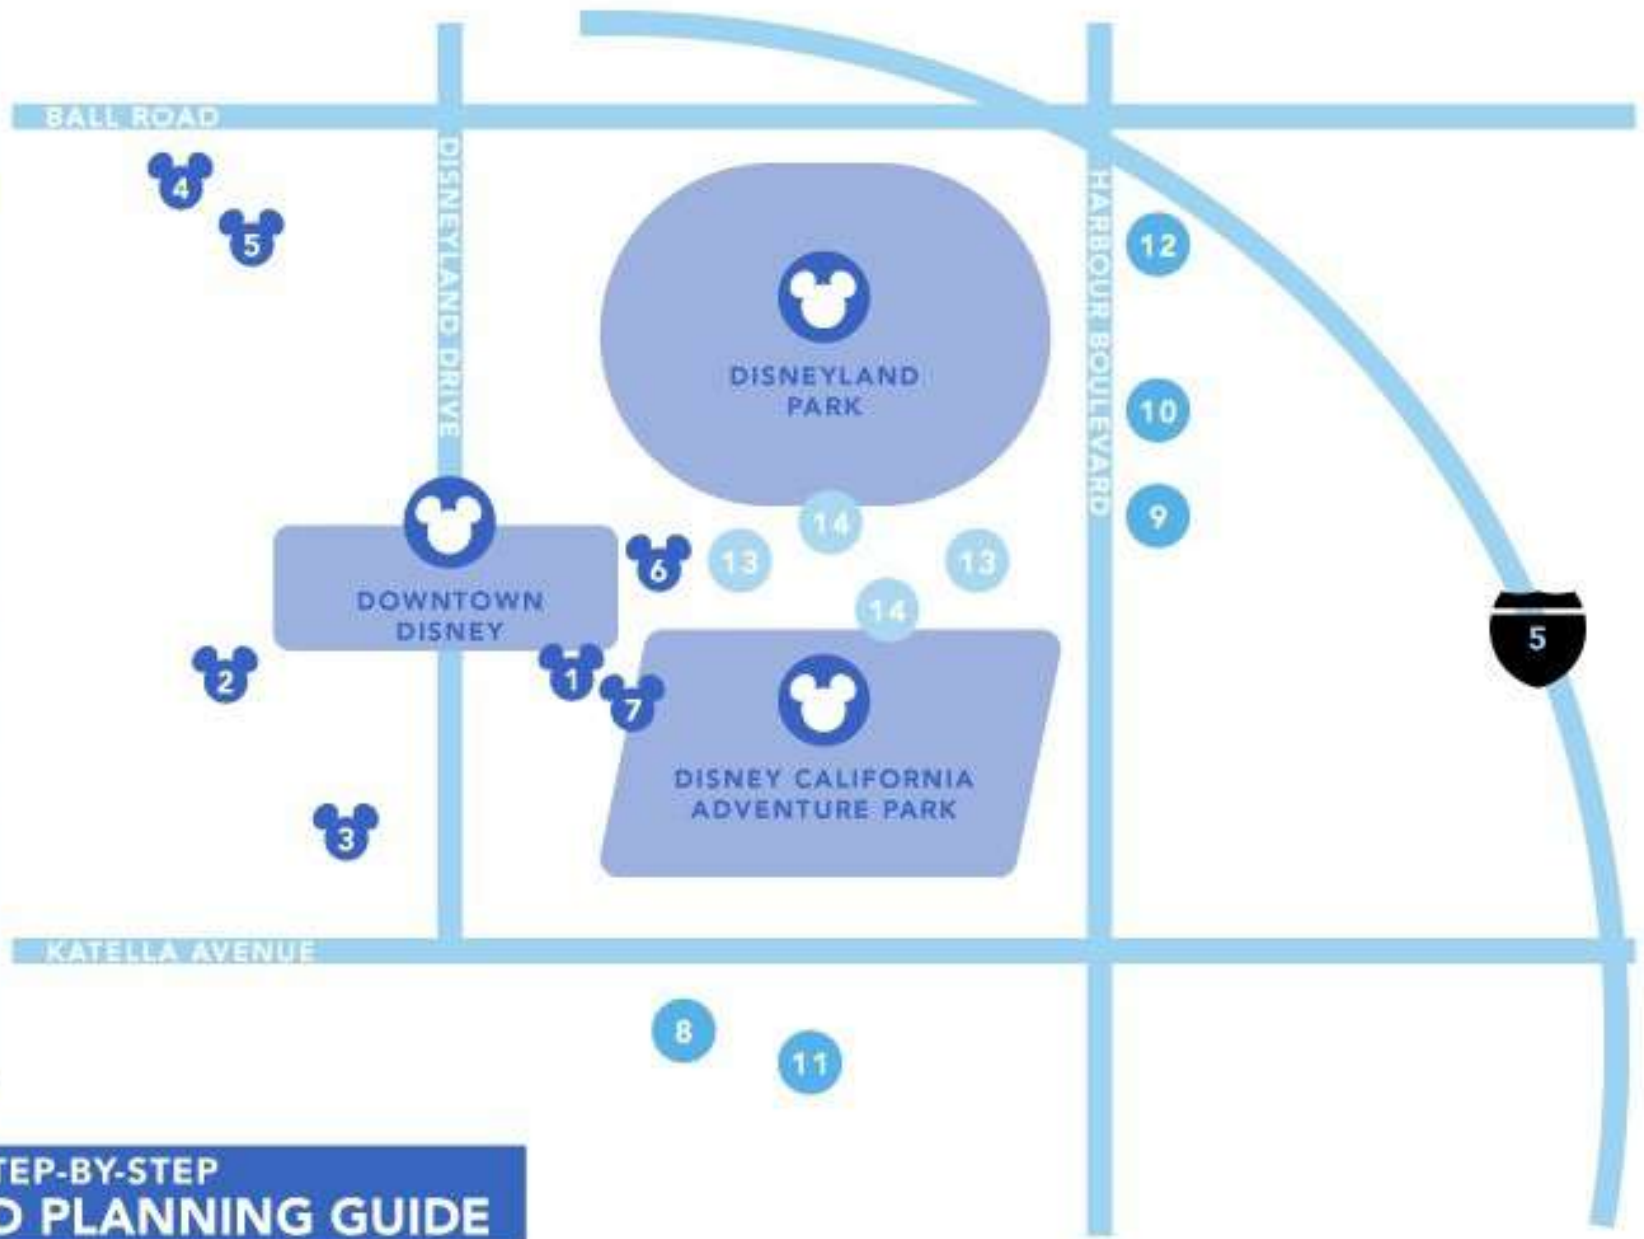 BALL ROAD
DISNEYLAND DRIVE
HARBOUR BOULEVARD
4
5
12
DISNEYLAND
PARK
10
9
14
13
13
6
14
DOWNTOWN
DISNEY
5
2
1
7
DISNEY CALIFORNIA
ADVENTURE PARK
3
KATELLA AVENUE
8
11
TEP-BY-STEP
D PLANNING GUIDE